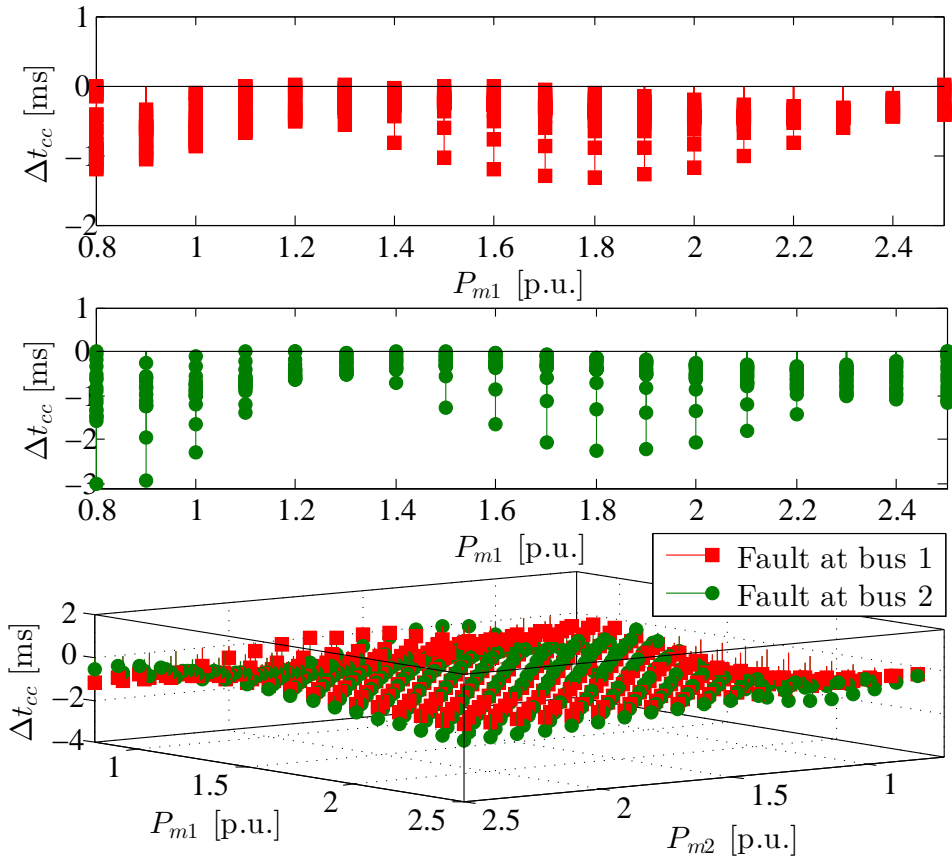 1
0
−1
−2
Δt_cc [ms]
0.8 1 1.2 1.4 1.6 1.8 2 2.2 2.4
P_m1 [p.u.]
1
0
−1
−2
−3
Δt_cc [ms]
0.8 1 1.2 1.4 1.6 1.8 2 2.2 2.4
P_m1 [p.u.]
Fault at bus 1
Fault at bus 2
2
0
−2
−4
Δt_cc [ms]
1 1.5 2 2.5
P_m1 [p.u.]
2.5 2 1.5 1
P_m2 [p.u.]